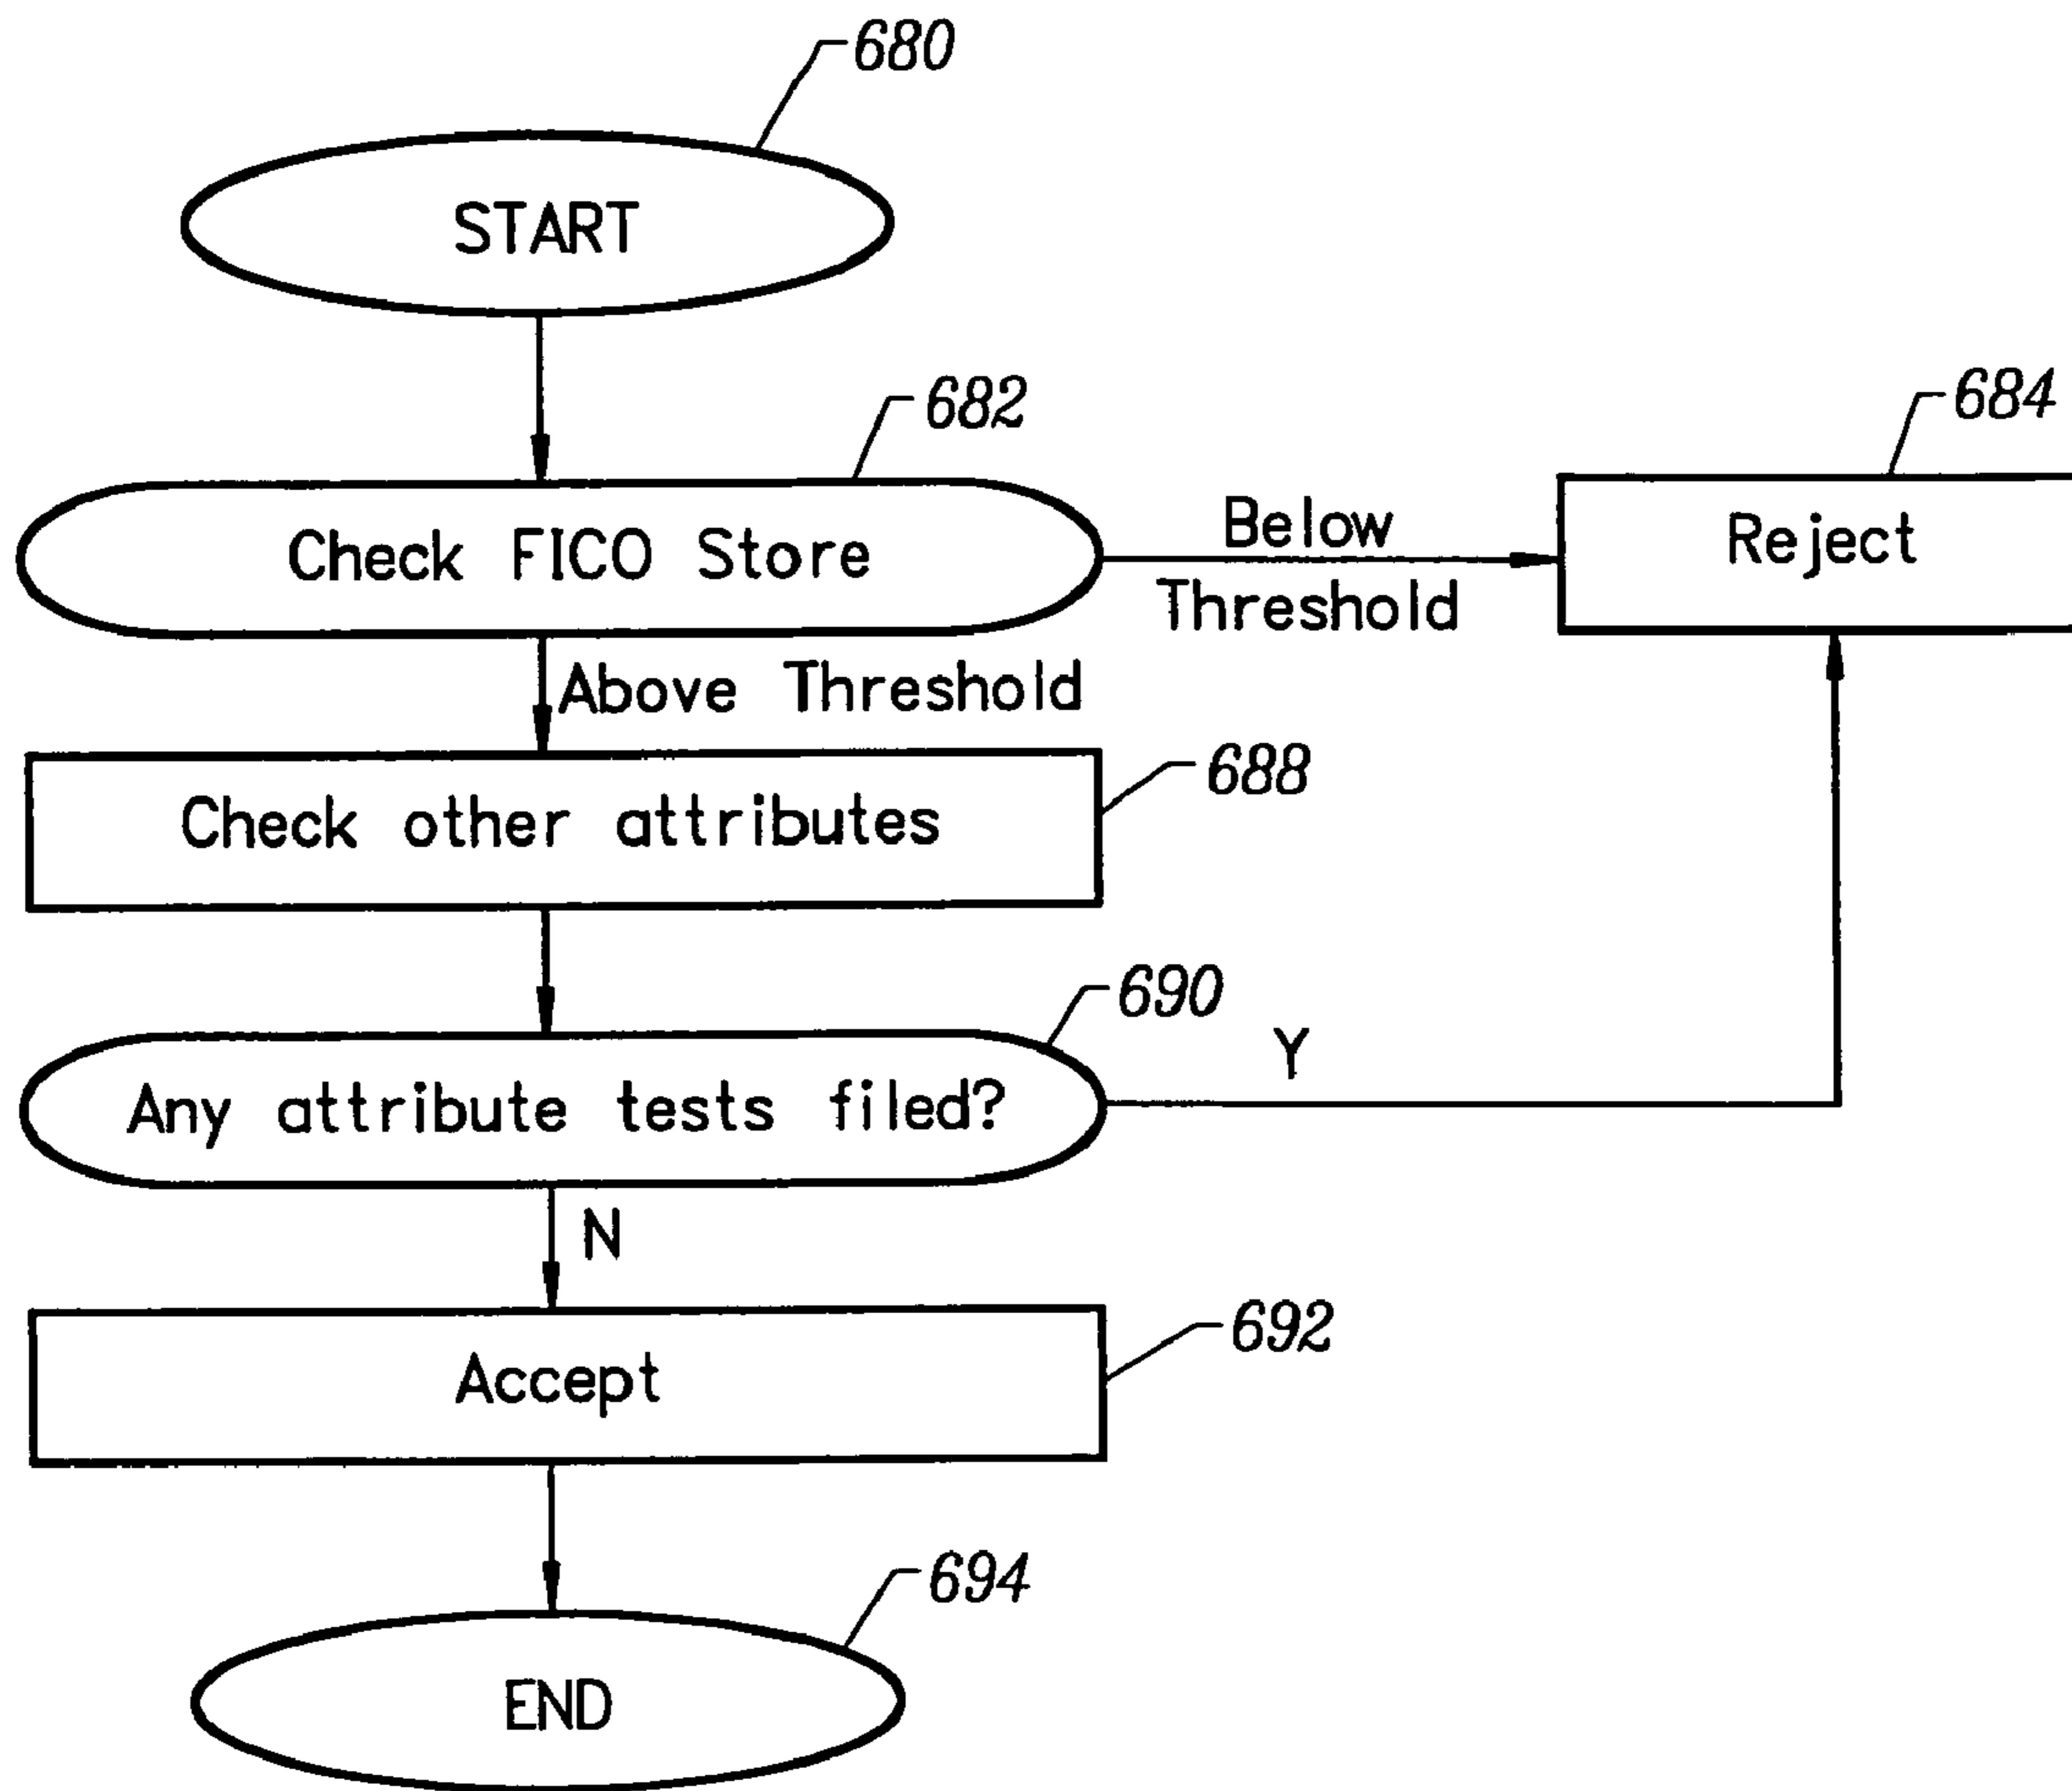 680
START
682
684
Check FICO Store
Below
Threshold
Reject
Above Threshold
688
Check other attributes
690
Any attribute tests filed?
Y
N
692
Accept
694
END